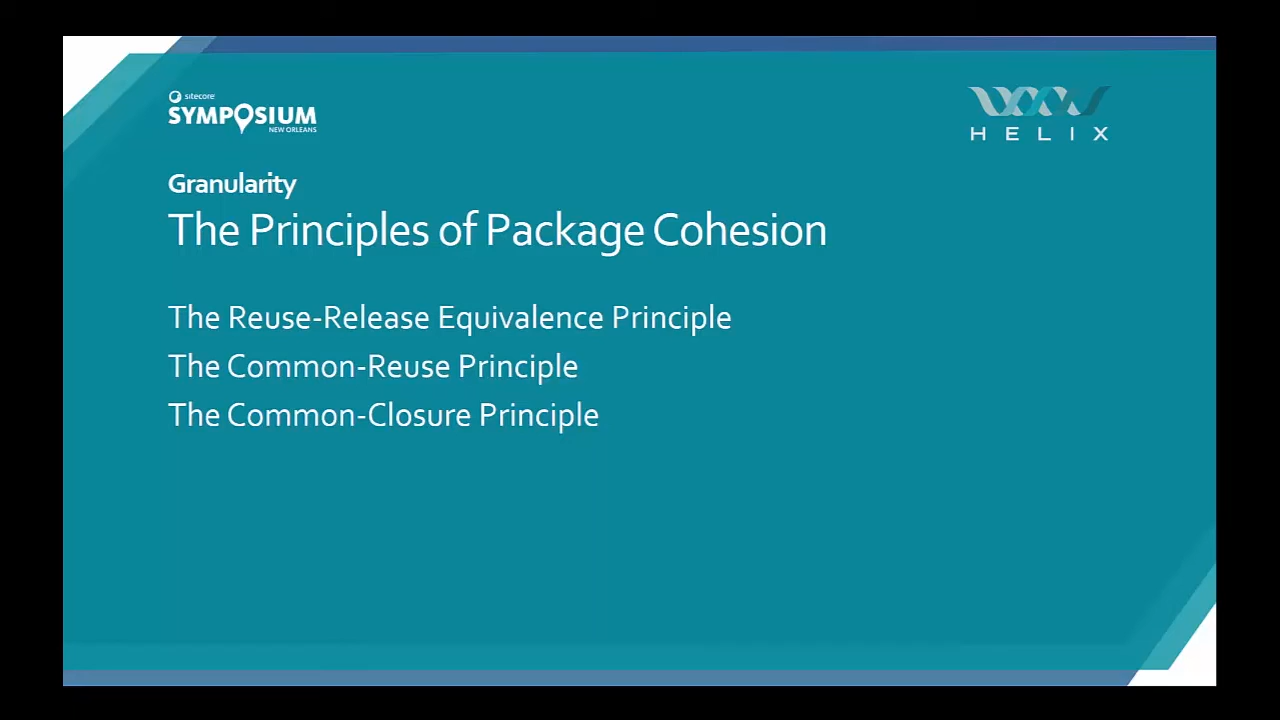 sitecore
SYMPOSIUM
NEW ORLEANS
HELIX
Granularity
The Principles of Package Cohesion
The Reuse-Release Equivalence Principle
The Common-Reuse Principle
The Common-Closure Principle